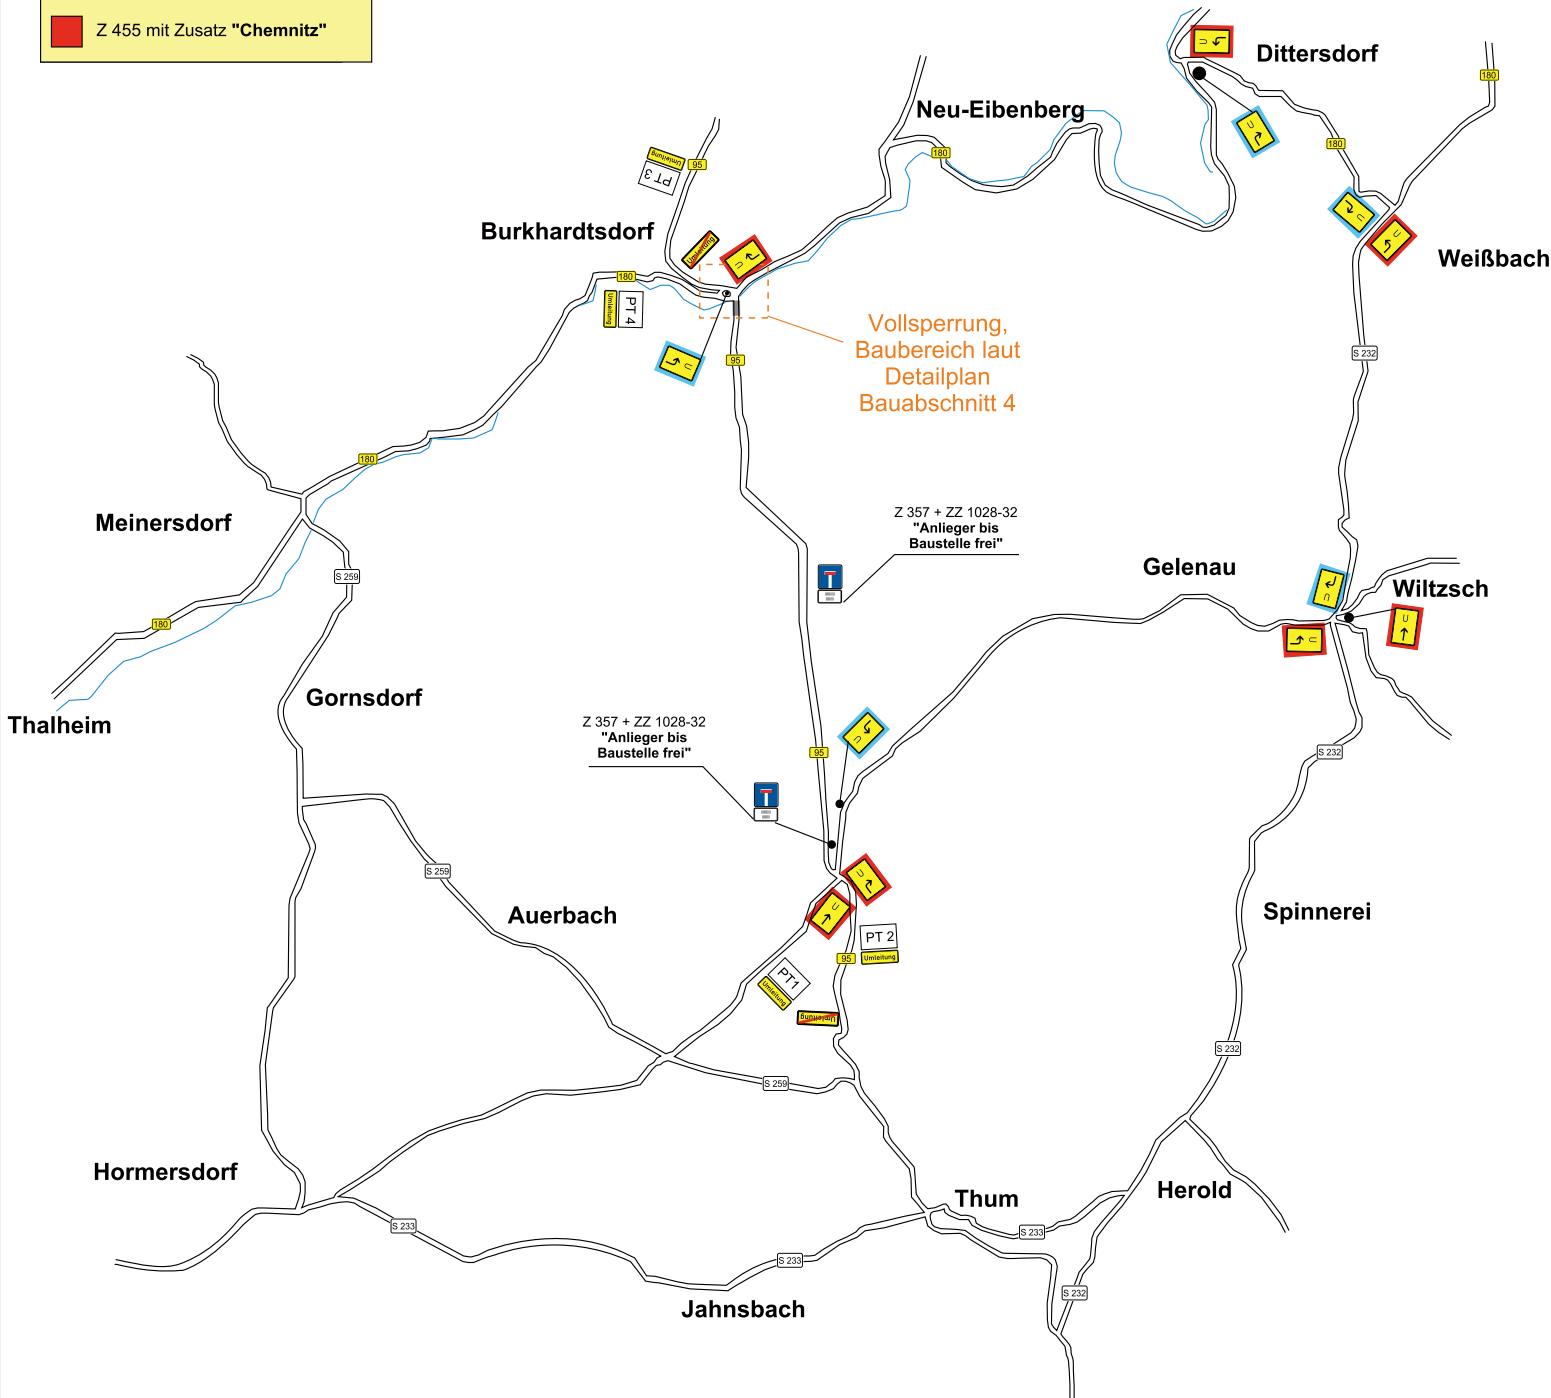 Z 455 mit Zusatz "Chemnitz"
U
Dittersdorf
180
Neu-Eibenberg
U
180
180
Umleitung
PT 3
95
Burkhardtsdorf
Umleitung
U
U
U
Weißbach
180
Umleitung
PT 4
Vollsperrung,
Baubereich laut
Detailplan
Bauabschnitt 4
U
95
S 232
180
Meinersdorf
Z 357 + ZZ 1028-32
"Anlieger bis
Baustelle frei"
S 259
Gelenau
U
Wiltzsch
U
U
180
Thalheim
Gornsdorf
Z 357 + ZZ 1028-32
"Anlieger bis
Baustelle frei"
U
95
S 232
S 259
Auerbach
U
U
Spinnerei
PT 2
Umleitung
95
PT1
Umleitung
Umleitung
S 232
S 259
Hormersdorf
Thum
Herold
S 233
S 233
S 233
S 232
Jahnsbach